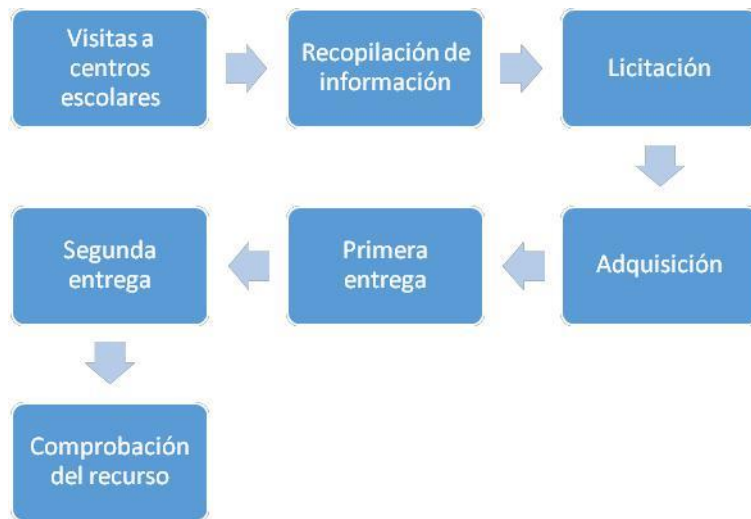 Visitas a
centros
escolares
Recopilación de
información
Licitación
Adquisición
Primera
entrega
Segunda
entrega
Comprobación
del recurso